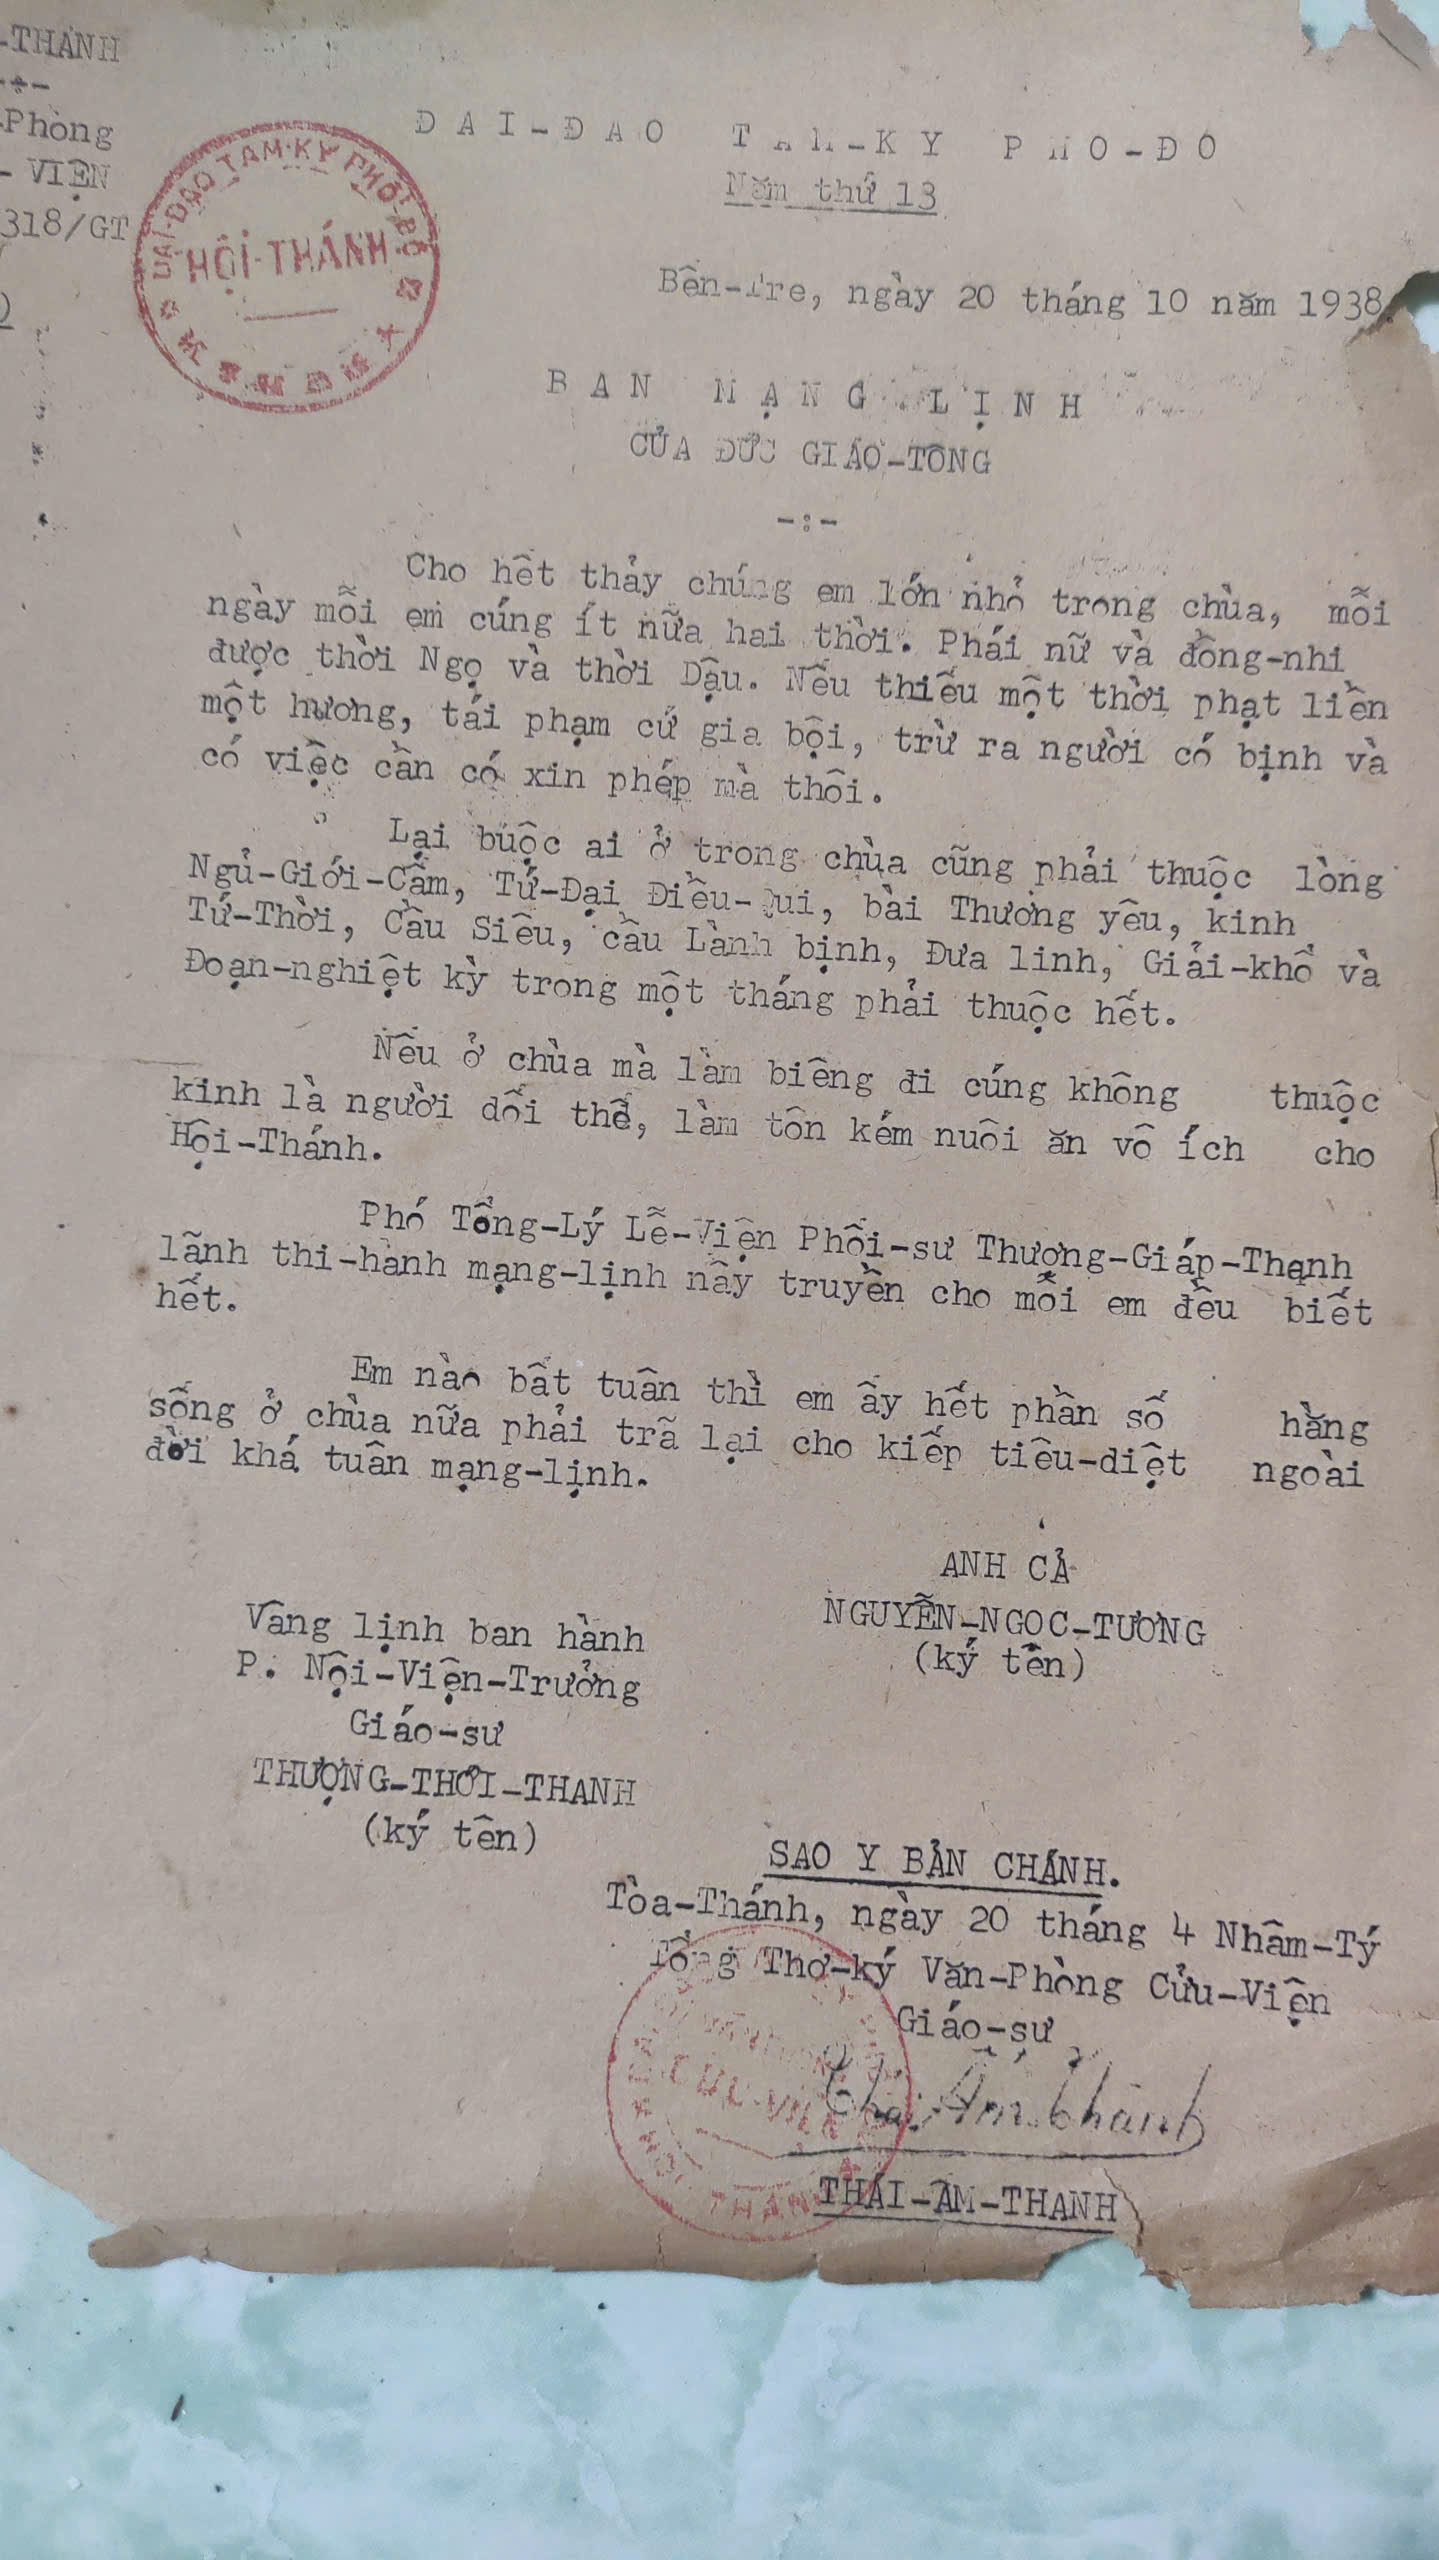 -THÁNH
-+-
-Phòng
- VIỆN
318/GT
ĐAI-ĐAO TAM-KY PHO-ĐÔ
Năm thứ 13
ĐẠI-ĐẠO TAM-KỲ PHỔ-ĐỘ
HỘI-THÁNH
Bến-Tre, ngày 20 tháng 10 năm 1938.
BAN MẠNG LỊNH
CỦA ĐỨC GIÁO-TÔNG
-:-
Cho hết thảy chúng em lớn nhỏ trong chùa, mỗi
ngày mỗi em cúng ít nữa hai thời. Phái nữ và đồng-nhi
được thời Ngọ và thời Dậu. Nếu thiếu một thời phạt liền
một hương, tái phạm cứ gia bội, trừ ra người có bịnh và
có việc cần có xin phép mà thôi.
Lại buộc ai ở trong chùa cũng phải thuộc lòng
Ngủ-Giới-Cấm, Tứ-Đại Điều-Qui, bài Thương yêu, kinh
Tứ-Thời, Cầu Siêu, cầu Lành bịnh, Đưa linh, Giải-khổ và
Đoạn-nghiệt kỳ trong một tháng phải thuộc hết.
Nếu ở chùa mà làm biếng đi cúng không thuộc
kinh là người dối thế, làm tôn kém nuôi ăn vô ích cho
Hội-Thánh.
Phó Tổng-Lý Lễ-Viện Phối-sư Thượng-Giáp-Thanh
lãnh thi-hành mạng-lịnh nầy truyền cho mỗi em đều biết
hết.
Em nào bất tuân thì em ấy hết phần số hằng
sống ở chùa nữa phải trã lại cho kiếp tiêu-diệt ngoài
đời khá tuân mạng-lịnh.
ANH CẢ
NGUYỄN-NGỌC-TƯƠNG
(ký tên)
Vâng lịnh ban hành
P. Nội-Viện-Trưởng
Giáo-sư
THƯỢNG-THỚI-THANH
(ký tên)
SAO Y BẢN CHÁNH.
Tòa-Thánh, ngày 20 tháng 4 Nhâm-Tý
Tổng Thơ-ký Văn-Phòng Cửu-Viện
Giáo-sư
CỬU-VIỆN
HỘI THÁNH
Thái Âm Thành
THÁI-ÂM-THANH